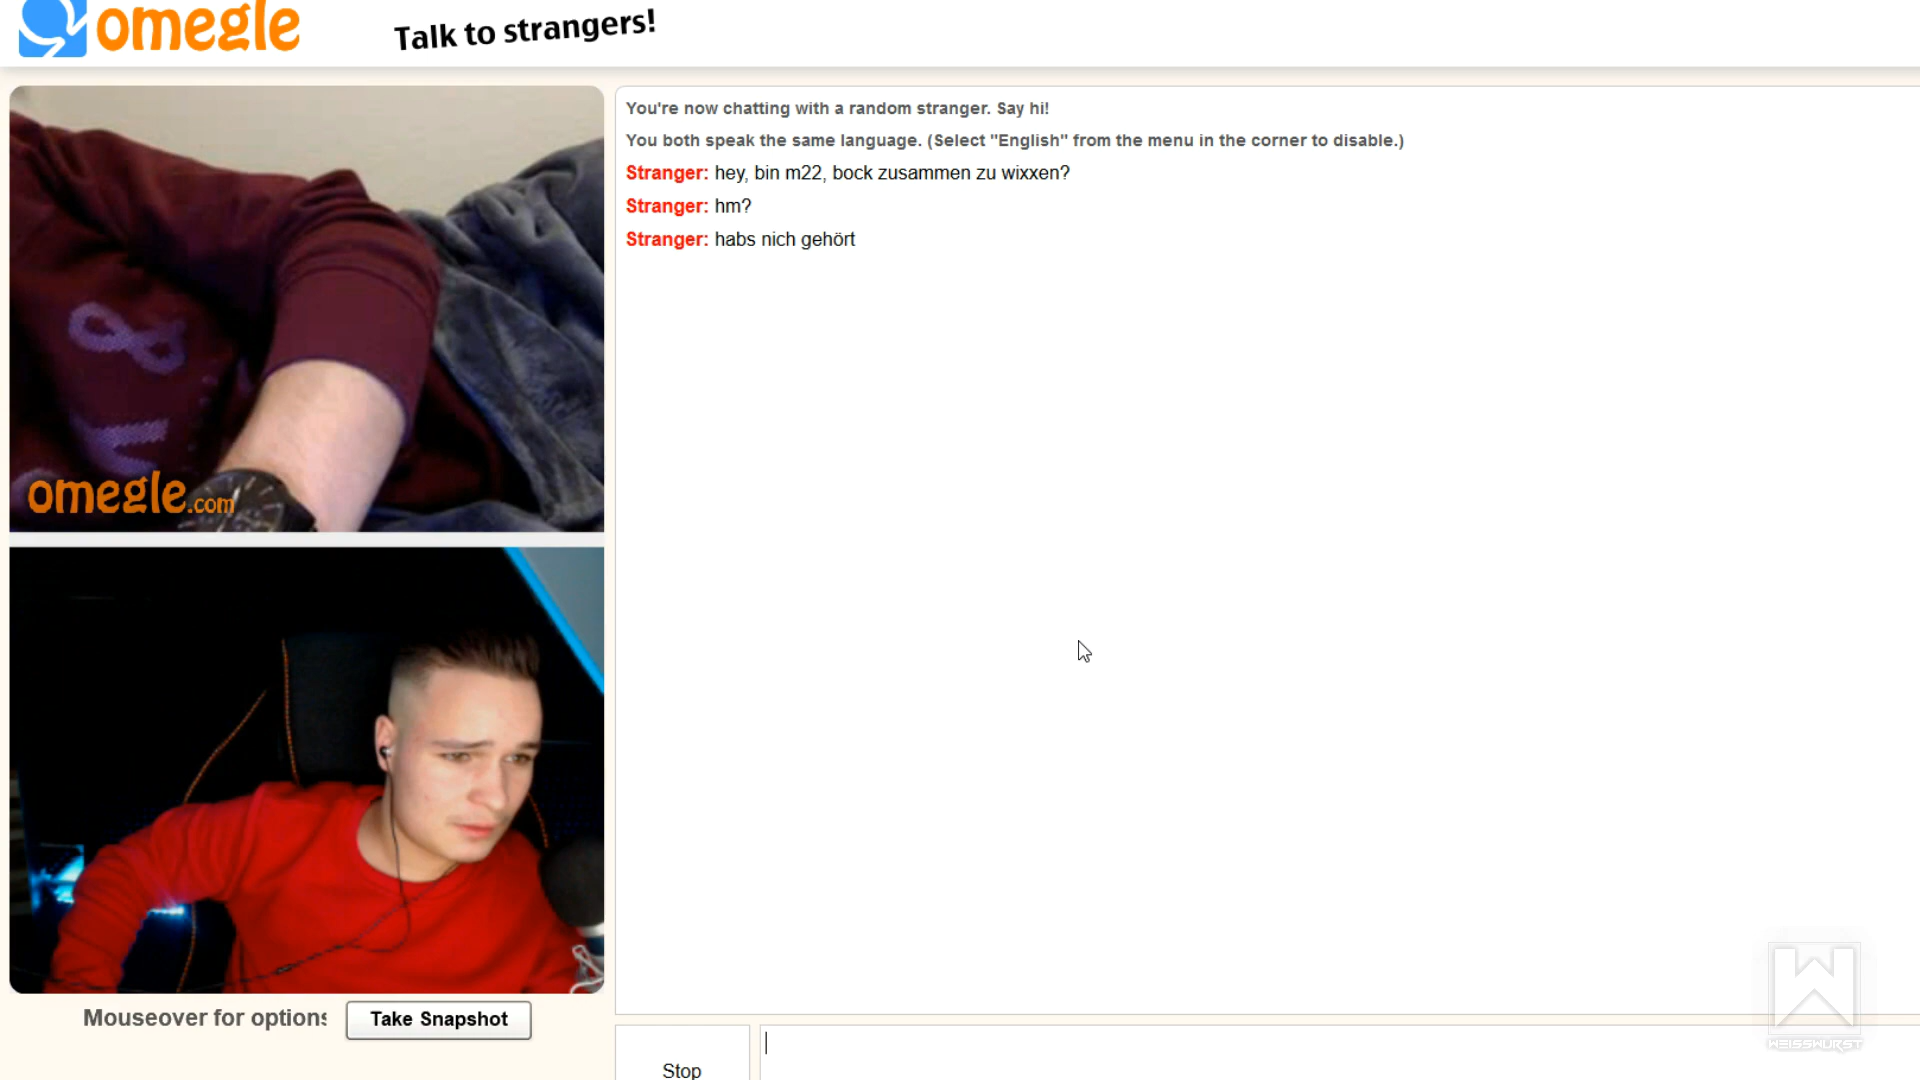 omegle
Talk to strangers!
You're now chatting with a random stranger. Say hi!
You both speak the same language. (Select "English" from the menu in the corner to disable.)
Stranger: hey, bin m22, bock zusammen zu wixxen?
Stranger: hm?
Stranger: habs nich gehört
omegle.com
Mouseover for options
Take Snapshot
Stop
W
WEISSWURST